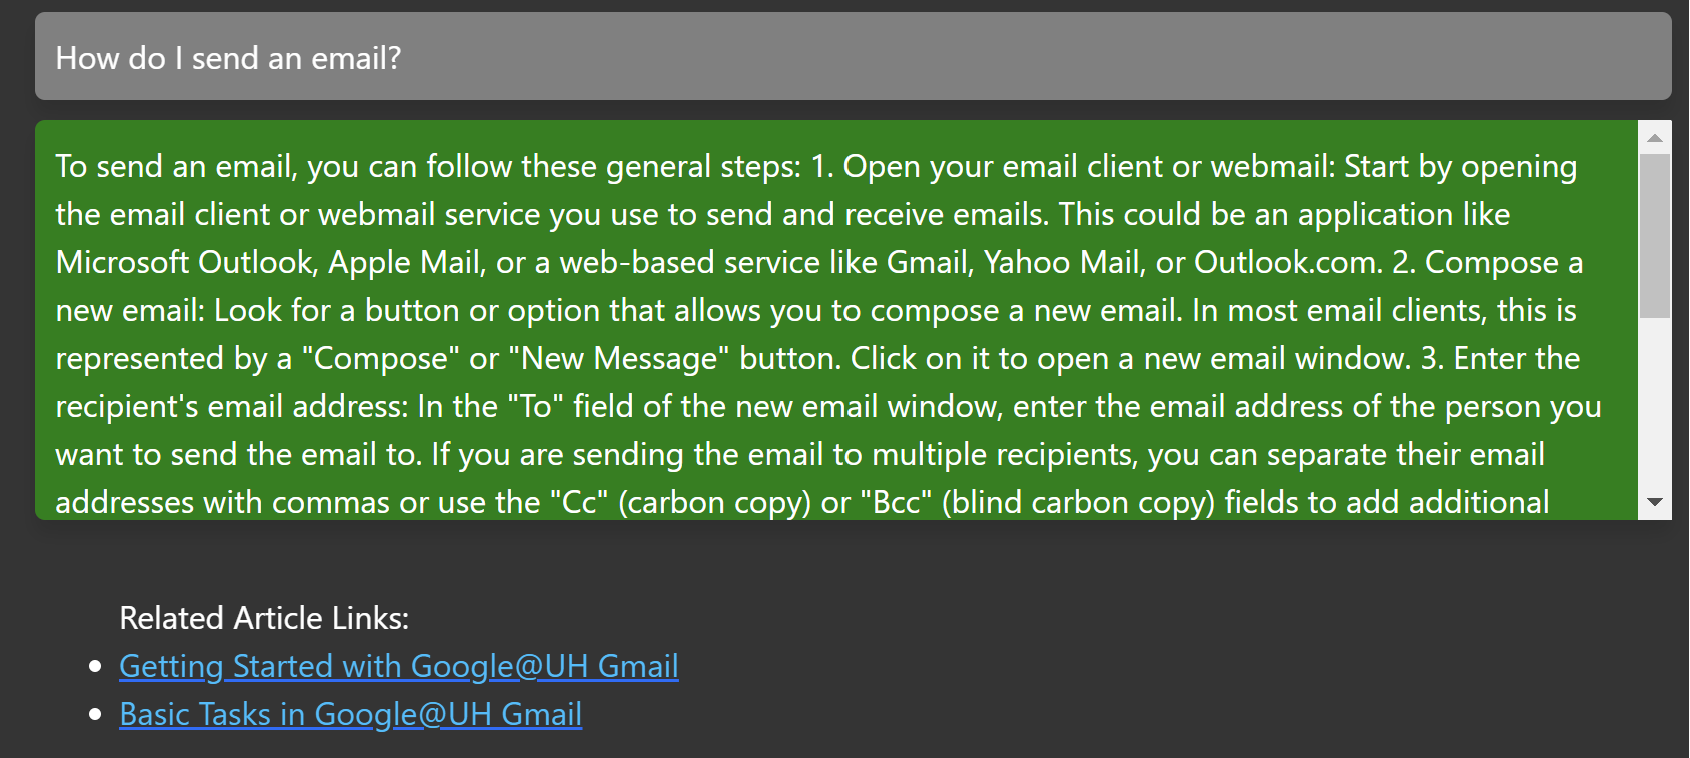 How do I send an email?
To send an email, you can follow these general steps: 1. Open your email client or webmail: Start by opening
the email client or webmail service you use to send and receive emails. This could be an application like
Microsoft Outlook, Apple Mail, or a web-based service like Gmail, Yahoo Mail, or Outlook.com. 2. Compose a
new email: Look for a button or option that allows you to compose a new email. In most email clients, this is
represented by a "Compose" or "New Message" button. Click on it to open a new email window. 3. Enter the
recipient's email address: In the "To" field of the new email window, enter the email address of the person you
want to send the email to. If you are sending the email to multiple recipients, you can separate their email
addresses with commas or use the "Cc" (carbon copy) or "Bcc" (blind carbon copy) fields to add additional
Related Article Links:
Getting Started with Google@UH Gmail
Basic Tasks in Google@UH Gmail